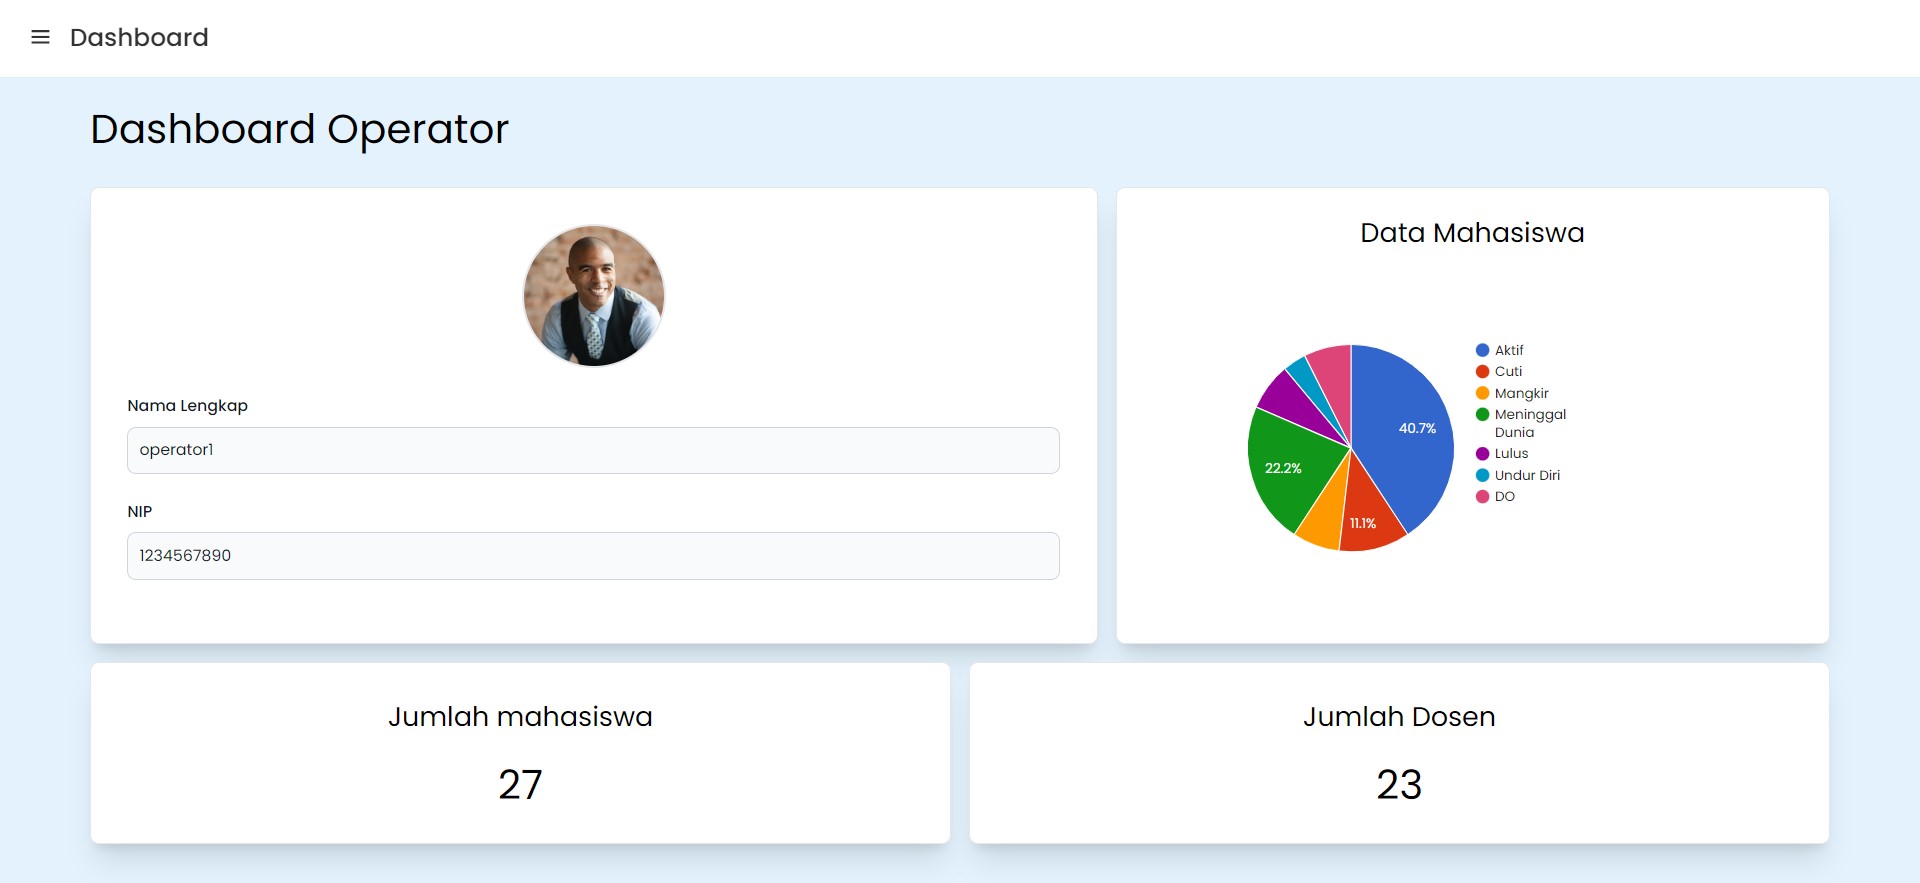 Dashboard
Dashboard Operator
Nama Lengkap
operator1
NIP
1234567890
Data Mahasiswa
40.7%
11.1%
22.2%
Aktif
Cuti
Mangkir
Meninggal
Dunia
Lulus
Undur Diri
DO
Jumlah mahasiswa
27
Jumlah Dosen
23